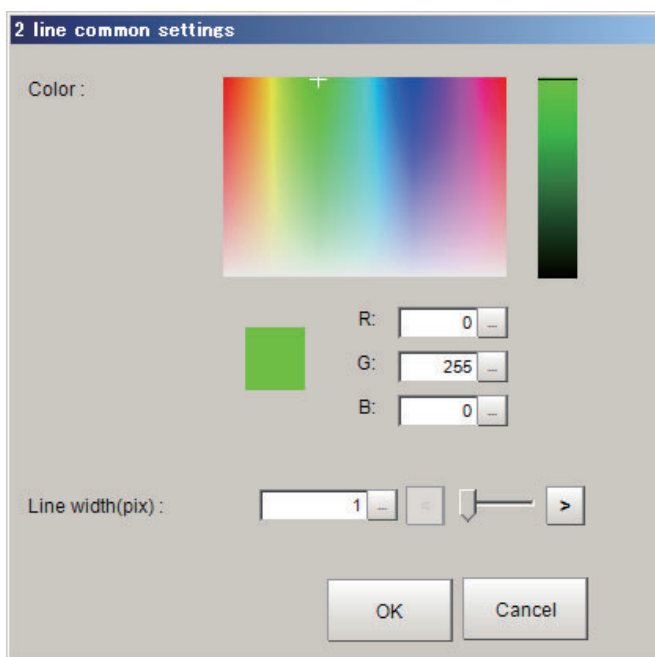 2 line common settings
Color :
R: 0 ...
G: 255 ...
B: 0 ...
Line width(pix) : 1 ... < >
OK Cancel